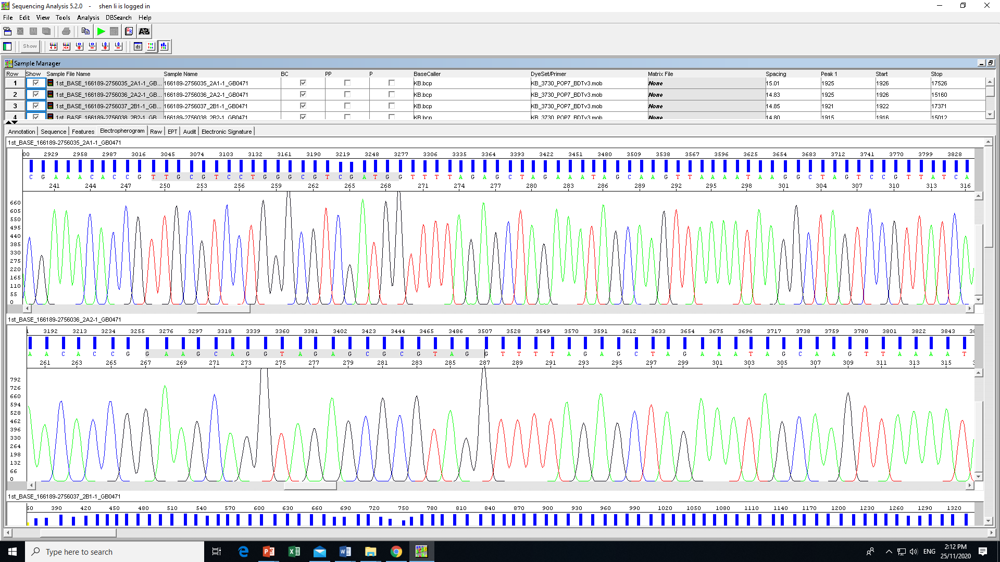 Sequencing Analysis 5.2.0 - shen li is logged in
File Edit View Tools Analysis DBSearch Help
Show
Sample Manager
Row Show Sample File Name Sample Name BC PP P BaseCaller DyeSet/Primer Matrix File Spacing Peak 1 Start Stop
1 1st_BASE_166189-2756035_2A1-1_GB... 166189-2756035_2A1-1_GB0471 KB.bcp KB_3730_POP7_BDTv3.mob None 15.01 1925 1926 17526
2 1st_BASE_166189-2756036_2A2-1_GB... 166189-2756036_2A2-1_GB0471 KB.bcp KB_3730_POP7_BDTv3.mob None 14.83 1925 1926 15160
3 1st_BASE_166189-2756037_2B1-1_GB... 166189-2756037_2B1-1_GB0471 KB.bcp KB_3730_POP7_BDTv3.mob None 14.85 1921 1922 17371
4 1st_BASE_166189-2756038_2B2-1_GB... 166189-2756038_2B2-1_GB0471 KB.bcp KB_3730_POP7_BDTv3.mob None 14.80 1915 1916 15012
Annotation Sequence Features Electropherogram Raw EPT Audit Electronic Signature
1st_BASE_166189-2756035_2A1-1_GB0471
00 2929 2958 2987 3016 3045 3074 3103 3132 3161 3190 3219 3248 3277 3306 3335 3364 3393 3422 3451 3480 3509 3538 3567 3596 3625 3654 3683 3712 3741 3770 3799 3828
C G A A A C A C C G T T G C G T C C T G G G C G T C G A T G G T T T T A G A G C T A G A A A T A G C A A G T T A A A A T A A G G C T A G T C C G T T A T C A
241 244 247 250 253 256 259 262 265 268 271 274 277 280 283 286 289 292 295 298 301 304 307 310 313 316
660
605
550
495
440
385
330
275
220
165
110
55
0
1st_BASE_166189-2756036_2A2-1_GB0471
3192 3213 3234 3255 3276 3297 3318 3339 3360 3381 3402 3423 3444 3465 3486 3507 3528 3549 3570 3591 3612 3633 3654 3675 3696 3717 3738 3759 3780 3801 3822 3843
A A C A C C G G A A G C A G G T A G A G C G C G T A G G T T T T A G A G C T A G A A A T A G C A A G T T A A A A T
261 263 265 267 269 271 273 275 277 279 281 283 285 287 289 291 293 295 297 299 301 303 305 307 309 311 313 315
792
726
660
594
528
462
396
330
264
198
132
66
0
1st_BASE_166189-2756037_2B1-1_GB0471
390 420 450 480 510 540 570 600 630 660 690 720 750 780 810 840 870 900 930 960 990 1020 1050 1080 1110 1140 1170 1200 1230 1260 1290 1320
Type here to search
ENG
2:12 PM
25/11/2020